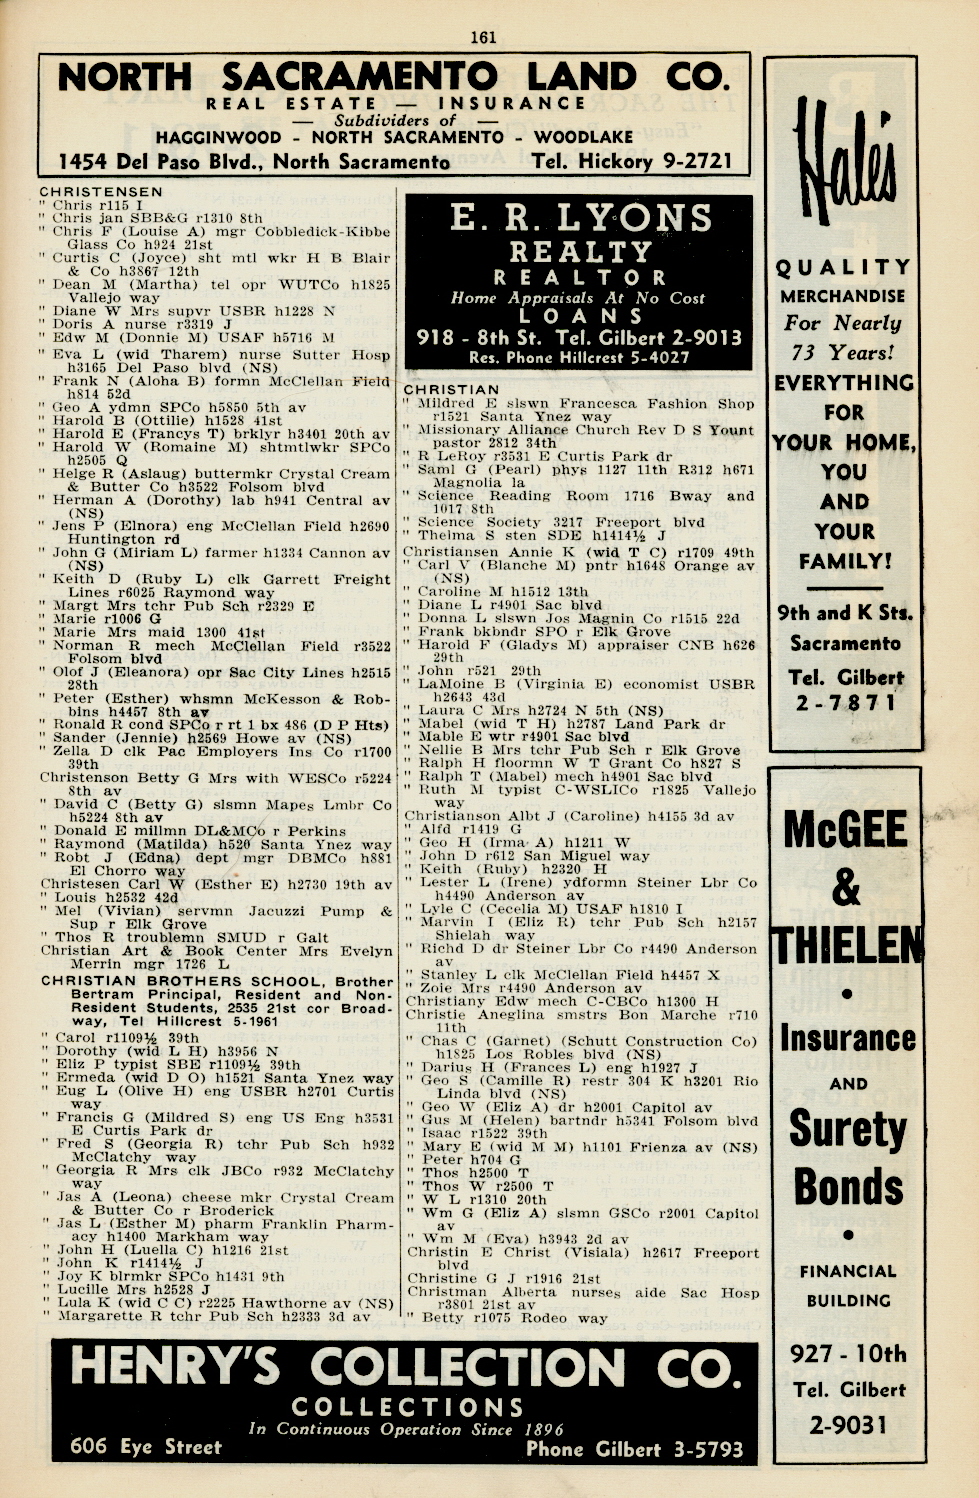 161
NORTH SACRAMENTO LAND CO.
REAL ESTATE — INSURANCE
— Subdividers of —
HAGGINWOOD - NORTH SACRAMENTO - WOODLAKE
1454 Del Paso Blvd., North Sacramento Tel. Hickory 9-2721
CHRISTENSEN
" Chris r115 I
" Chris jan SBB&G r1310 8th
" Chris F (Louise A) mgr Cobbledick-Kibbe
Glass Co h924 21st
" Curtis C (Joyce) sht mtl wkr H B Blair
& Co h3867 12th
" Dean M (Martha) tel opr WUTCo h1825
Vallejo way
" Diane W Mrs supvr USBR h1228 N
" Doris A nurse r3319 J
" Edw M (Donnie M) USAF h5716 M
" Eva L (wid Tharem) nurse Sutter Hosp
h3165 Del Paso blvd (NS)
" Frank N (Aloha B) formn McClellan Field
h814 52d
" Geo A ydmn SPCo h5850 5th av
" Harold B (Ottilie) h1528 41st
" Harold E (Francys T) brklyr h3401 20th av
" Harold W (Romaine M) shtmtlwkr SPCo
h2505 Q
" Helge R (Aslaug) buttermkr Crystal Cream
& Butter Co h3522 Folsom blvd
" Herman A (Dorothy) lab h941 Central av
(NS)
" Jens P (Elnora) eng McClellan Field h2690
Huntington rd
" John G (Miriam L) farmer h1334 Cannon av
(NS)
" Keith D (Ruby L) clk Garrett Freight
Lines r6025 Raymond way
" Margt Mrs tchr Pub Sch r2329 E
" Marie r1006 G
" Marie Mrs maid 1300 41st
" Norman R mech McClellan Field r3522
Folsom blvd
" Olof J (Eleanora) opr Sac City Lines h2515
28th
" Peter (Esther) whsmn McKesson & Rob-
bins h4457 8th av
" Ronald R cond SPCo r rt 1 bx 486 (D P Hts)
" Sander (Jennie) h2569 Howe av (NS)
" Zella D clk Pac Employers Ins Co r1700
39th
Christenson Betty G Mrs with WESCo r5224
8th av
" David C (Betty G) slsmn Mapes Lmbr Co
h5224 8th av
" Donald E millmn DL&MCo r Perkins
" Raymond (Matilda) h520 Santa Ynez way
" Robt J (Edna) dept mgr DBMCo h881
El Chorro way
Christesen Carl W (Esther E) h2730 19th av
" Louis h2532 42d
" Mel (Vivian) servmn Jacuzzi Pump &
Sup r Elk Grove
" Thos R troublemn SMUD r Galt
Christian Art & Book Center Mrs Evelyn
Merrin mgr 1726 L
CHRISTIAN BROTHERS SCHOOL, Brother
Bertram Principal, Resident and Non-
Resident Students, 2535 21st cor Broad-
way, Tel Hillcrest 5-1961
" Carol r1109½ 39th
" Dorothy (wid L H) h3956 N
" Eliz P typist SBE r1109½ 39th
" Ermeda (wid D O) h1521 Santa Ynez way
" Eug L (Olive H) eng USBR h2701 Curtis
way
" Francis G (Mildred S) eng US Eng h3531
E Curtis Park dr
" Fred S (Georgia R) tchr Pub Sch h932
McClatchy way
" Georgia R Mrs clk JBCo r932 McClatchy
way
" Jas A (Leona) cheese mkr Crystal Cream
& Butter Co r Broderick
" Jas L (Esther M) pharm Franklin Pharm-
acy h1400 Markham way
" John H (Luella C) h1216 21st
" John K r1414½ J
" Joy K blrmkr SPCo h1431 9th
" Lucille Mrs h2528 J
" Lula K (wid C C) r2225 Hawthorne av (NS)
" Margarette R tchr Pub Sch h2333 3d av
E. R. LYONS
REALTY
REALTOR
Home Appraisals At No Cost
LOANS
918 - 8th St. Tel. Gilbert 2-9013
Res. Phone Hillcrest 5-4027
CHRISTIAN
" Mildred E slswn Francesca Fashion Shop
r1521 Santa Ynez way
" Missionary Alliance Church Rev D S Yount
pastor 2812 34th
" R LeRoy r3531 E Curtis Park dr
" Saml G (Pearl) phys 1127 11th R312 h671
Magnolia la
" Science Reading Room 1716 Bway and
1017 8th
" Science Society 3217 Freeport blvd
" Thelma S sten SDE h1414½ J
Christiansen Annie K (wid T C) r1709 49th
" Carl V (Blanche M) pntr h1648 Orange av
(NS)
" Caroline M h1512 13th
" Diane L r4901 Sac blvd
" Donna L slswn Jos Magnin Co r1515 22d
" Frank bkbndr SPO r Elk Grove
" Harold F (Gladys M) appraiser CNB h626
29th
" John r521 29th
" LaMoine B (Virginia E) economist USBR
h2643 43d
" Laura C Mrs h2724 N 5th (NS)
" Mabel (wid T H) h2787 Land Park dr
" Mable E wtr r4901 Sac blvd
" Nellie B Mrs tchr Pub Sch r Elk Grove
" Ralph H floormn W T Grant Co h827 S
" Ralph T (Mabel) mech h4901 Sac blvd
" Ruth M typist C-WSLICo r1825 Vallejo
way
Christianson Albt J (Caroline) h4155 3d av
" Alfd r1419 G
" Geo H (Irma A) h1211 W
" John D r612 San Miguel way
" Keith (Ruby) h2320 H
" Lester L (Irene) ydformn Steiner Lbr Co
h4490 Anderson av
" Lyle C (Cecelia M) USAF h1810 I
" Marvin I (Eliz R) tchr Pub Sch h2157
Shielah way
" Richd D dr Steiner Lbr Co r4490 Anderson
av
" Stanley L clk McClellan Field h4457 X
" Zoie Mrs r4490 Anderson av
Christiany Edw mech C-CBCo h1300 H
Christie Aneglina smstrs Bon Marche r710
11th
" Chas C (Garnet) (Schutt Construction Co)
h1825 Los Robles blvd (NS)
" Darius H (Frances L) eng h1927 J
" Geo S (Camille R) restr 304 K h3201 Rio
Linda blvd (NS)
" Geo W (Eliz A) dr h2001 Capitol av
" Gus M (Helen) bartndr h5341 Folsom blvd
" Isaac r1522 39th
" Mary E (wid M M) h1101 Frienza av (NS)
" Peter h704 G
" Thos h2500 T
" Thos W r2500 T
" W L r1310 20th
" Wm G (Eliz A) slsmn GSCo r2001 Capitol
av
" Wm M (Eva) h3943 2d av
Christin E Christ (Visiala) h2617 Freeport
blvd
Christine G J r1916 21st
Christman Alberta nurses aide Sac Hosp
r3801 21st av
" Betty r1075 Rodeo way
Hale's
QUALITY
MERCHANDISE
For Nearly
73 Years!
EVERYTHING
FOR
YOUR HOME,
YOU
AND
YOUR
FAMILY!
9th and K Sts.
Sacramento
Tel. Gilbert
2-7871
McGEE
&
THIELEN
•
Insurance
AND
Surety
Bonds
•
FINANCIAL
BUILDING
927 - 10th
Tel. Gilbert
2-9031
HENRY'S COLLECTION CO.
COLLECTIONS
In Continuous Operation Since 1896
606 Eye Street Phone Gilbert 3-5793